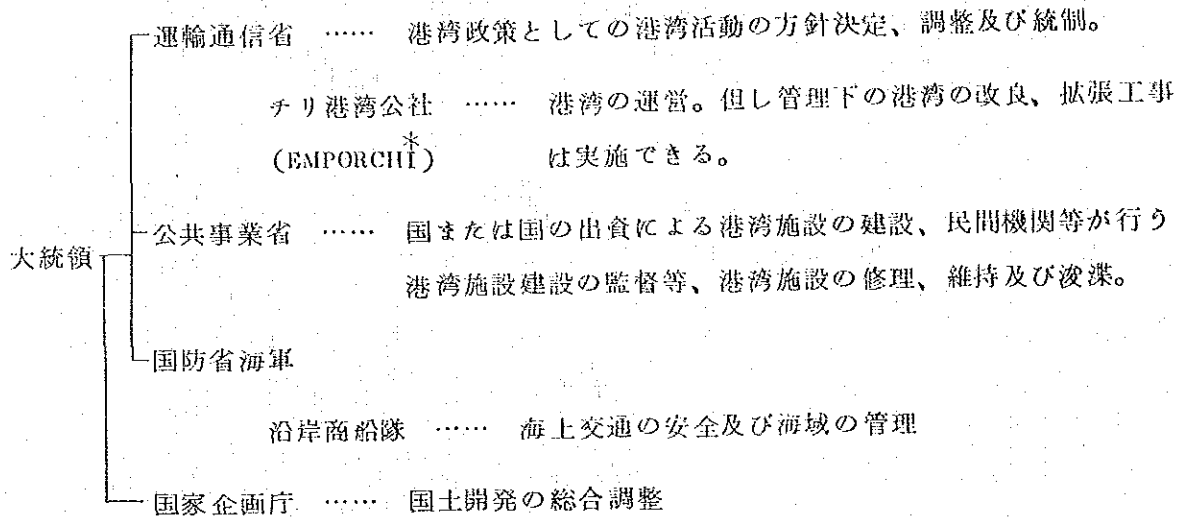 運輸通信省 …… 港湾政策としての港湾活動の方針決定、調整及び統制。
チリ港湾公社 …… 港湾の運営。但し管理下の港湾の改良、拡張工事
(EMPORCHI*) は実施できる。
公共事業省 …… 国または国の出資による港湾施設の建設、民間機関等が行う
大統領
港湾施設建設の監督等、港湾施設の修理、維持及び浚渫。
国防省海軍
沿岸商船隊 …… 海上交通の安全及び海域の管理
国家企画庁 …… 国土開発の総合調整